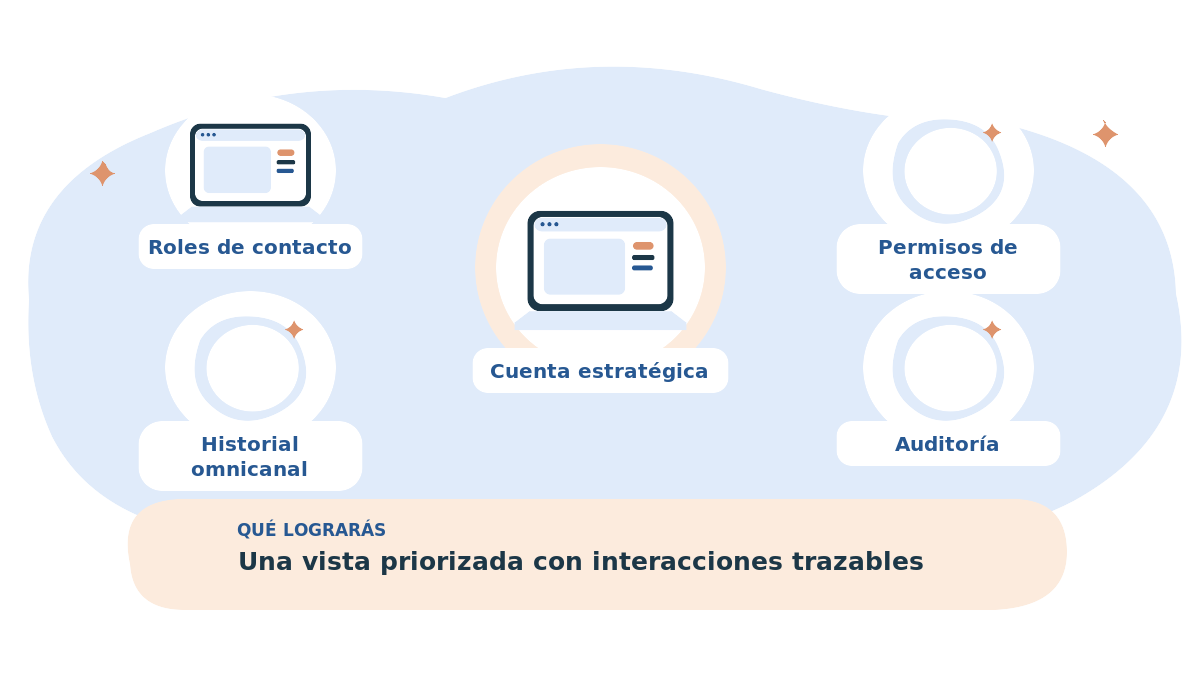 Roles de contacto
Historial
omnicanal
Cuenta estratégica
Permisos de
acceso
Auditoría
QUÉ LOGRARÁS
Una vista priorizada con interacciones trazables